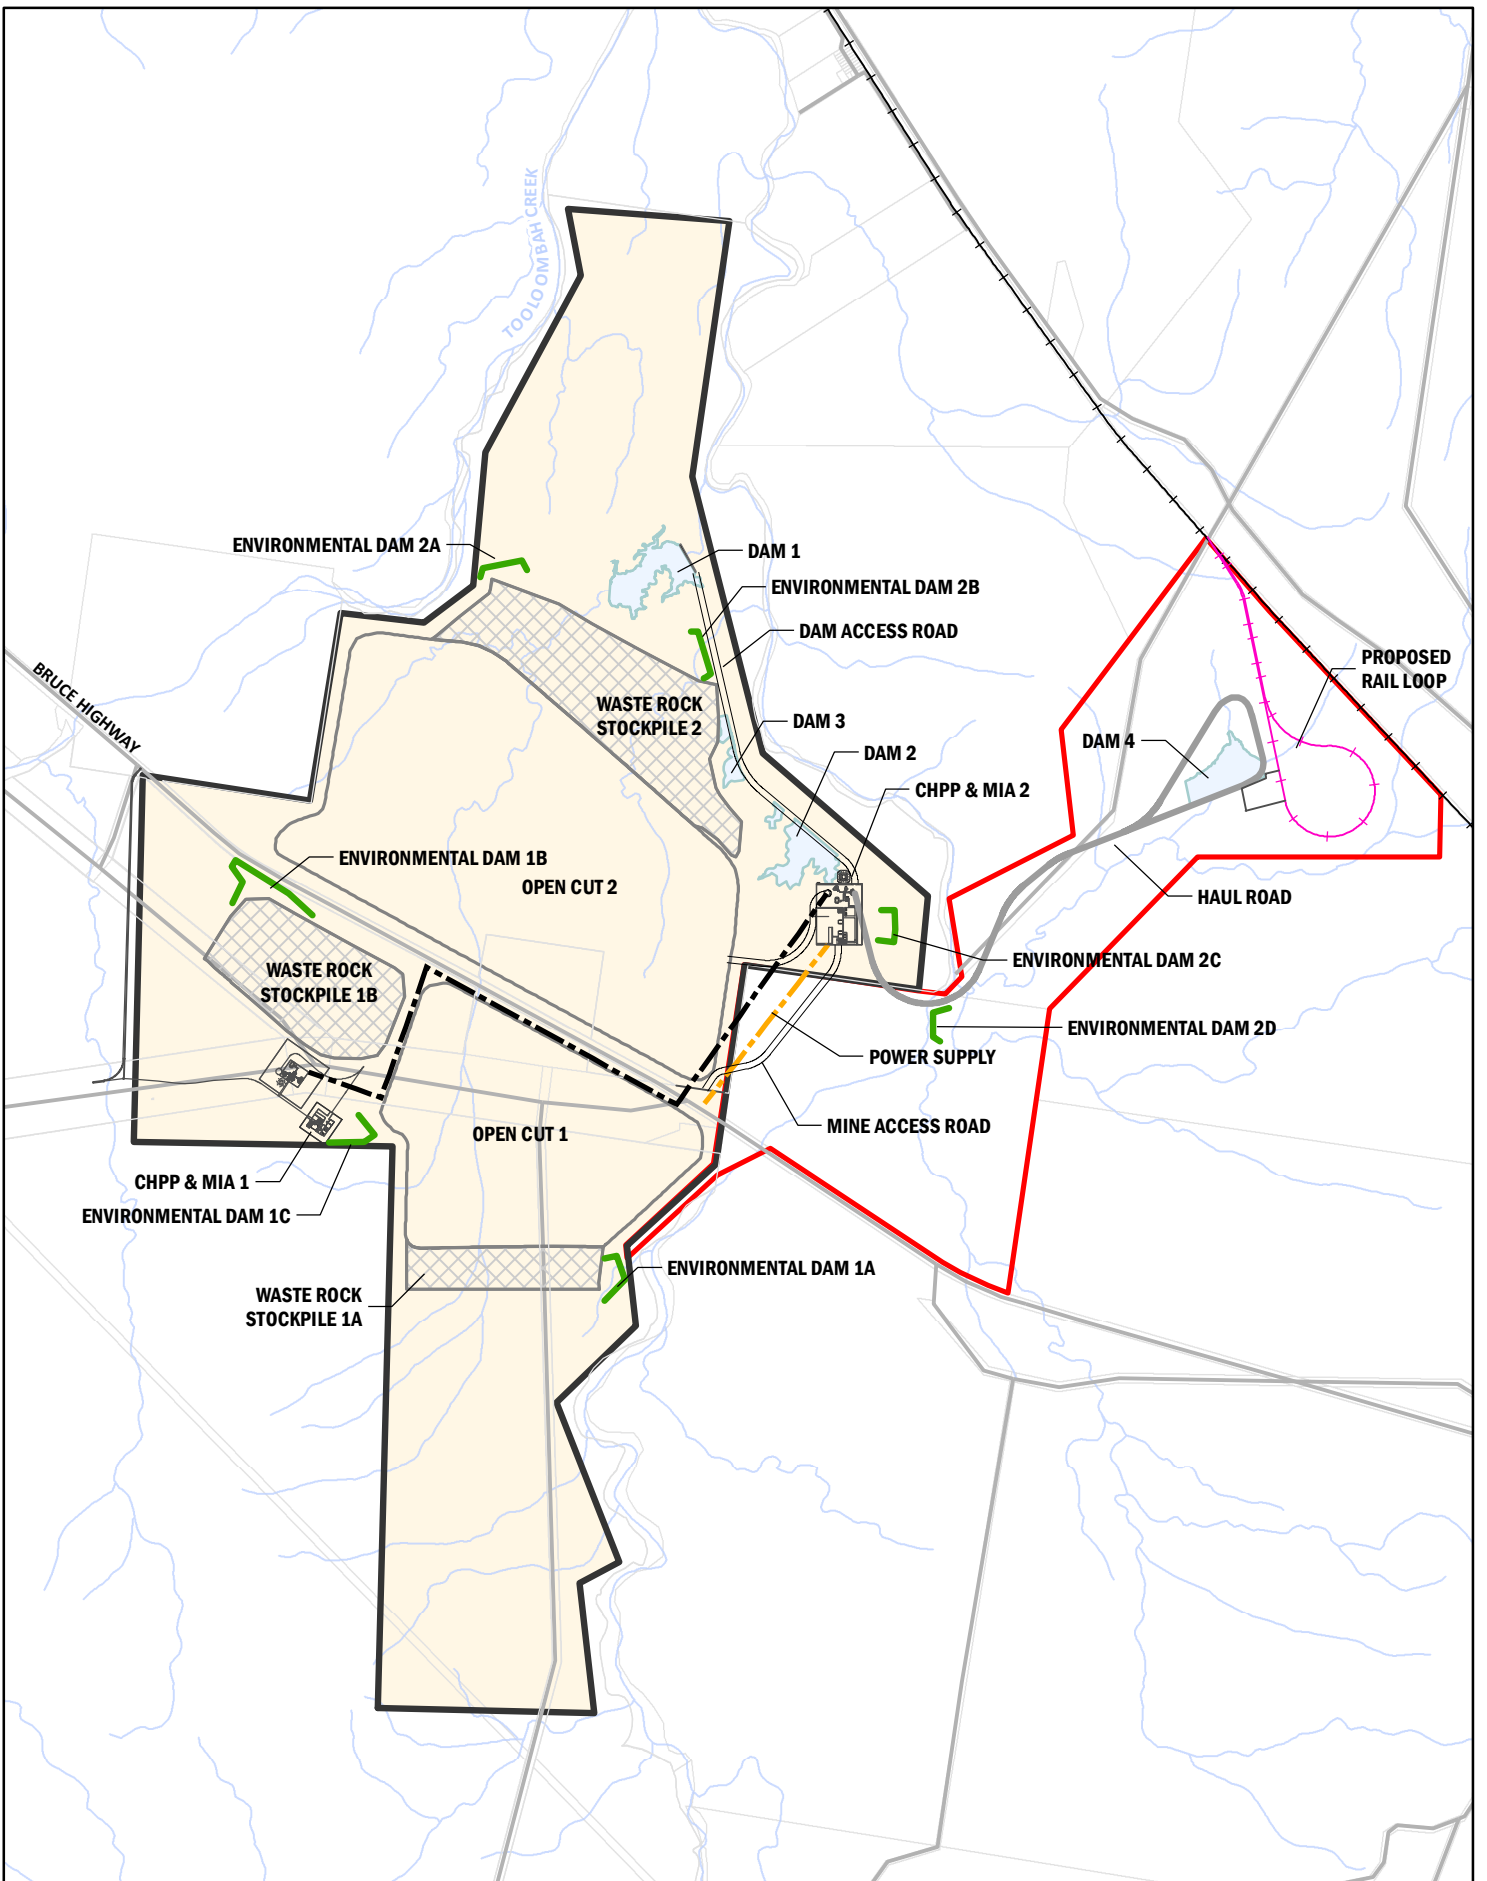 TOOLOOMBAH CREEK
ENVIRONMENTAL DAM 2A
DAM 1
ENVIRONMENTAL DAM 2B
DAM ACCESS ROAD
PROPOSED
RAIL LOOP
BRUCE HIGHWAY
WASTE ROCK
STOCKPILE 2
DAM 3
DAM 4
DAM 2
CHPP & MIA 2
ENVIRONMENTAL DAM 1B
OPEN CUT 2
HAUL ROAD
WASTE ROCK
STOCKPILE 1B
ENVIRONMENTAL DAM 2C
ENVIRONMENTAL DAM 2D
POWER SUPPLY
MINE ACCESS ROAD
OPEN CUT 1
CHPP & MIA 1
ENVIRONMENTAL DAM 1C
ENVIRONMENTAL DAM 1A
WASTE ROCK
STOCKPILE 1A